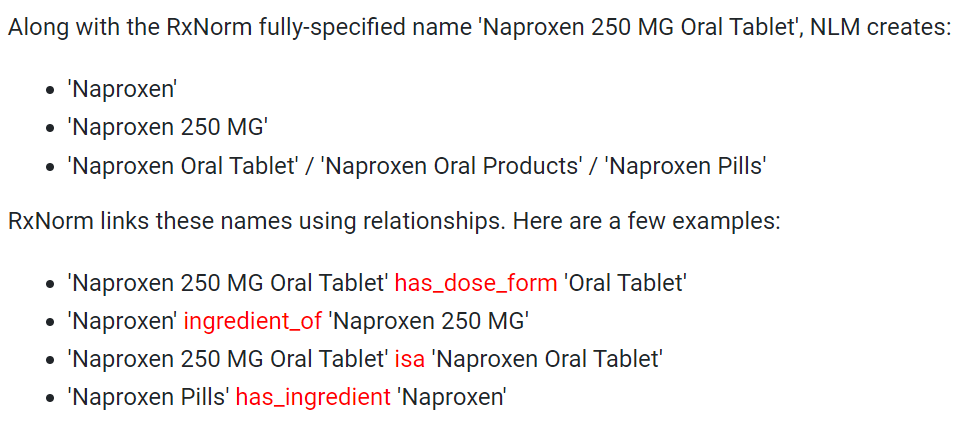 Along with the RxNorm fully-specified name 'Naproxen 250 MG Oral Tablet', NLM creates:
• 'Naproxen'
• 'Naproxen 250 MG'
• 'Naproxen Oral Tablet' / 'Naproxen Oral Products' / 'Naproxen Pills'
RxNorm links these names using relationships. Here are a few examples:
• 'Naproxen 250 MG Oral Tablet' has_dose_form 'Oral Tablet'
• 'Naproxen' ingredient_of 'Naproxen 250 MG'
• 'Naproxen 250 MG Oral Tablet' isa 'Naproxen Oral Tablet'
• 'Naproxen Pills' has_ingredient 'Naproxen'